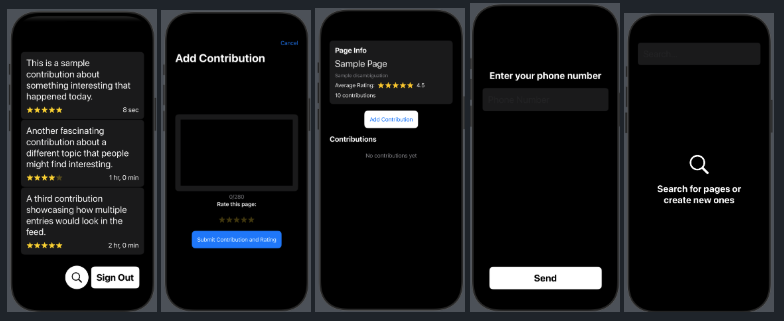 This is a sample
contribution about
something interesting that
happened today.
8 sec
Another fascinating
contribution about a
different topic that people
might find interesting.
1 hr, 0 min
A third contribution
showcasing how multiple
entries would look in the
feed.
2 hr, 0 min
Sign Out
Cancel
Add Contribution
0/280
Rate this page:
Submit Contribution and Rating
Page Info
Sample Page
Sample disambiguation
Average Rating: 4.5
10 contributions
Add Contribution
Contributions
No contributions yet
Enter your phone number
Phone Number
Send
Search for pages or
create new ones